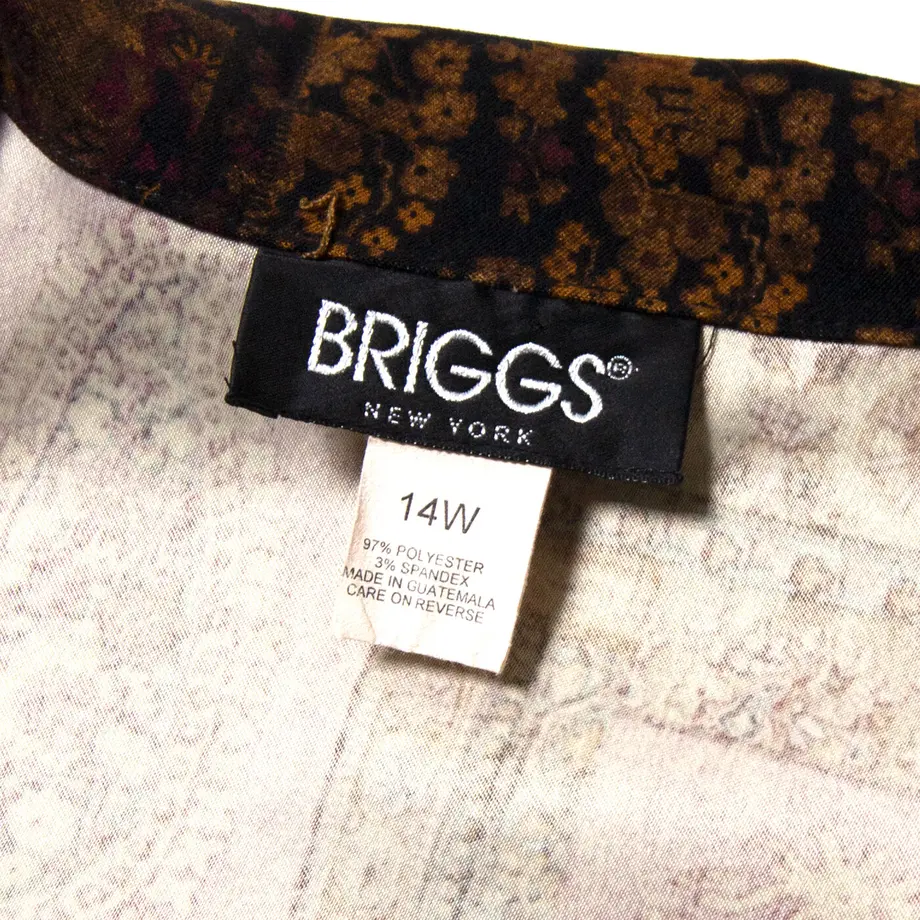 BRIGGS®
NEW YORK
14W
97% POLYESTER
3% SPANDEX
MADE IN GUATEMALA
CARE ON REVERSE